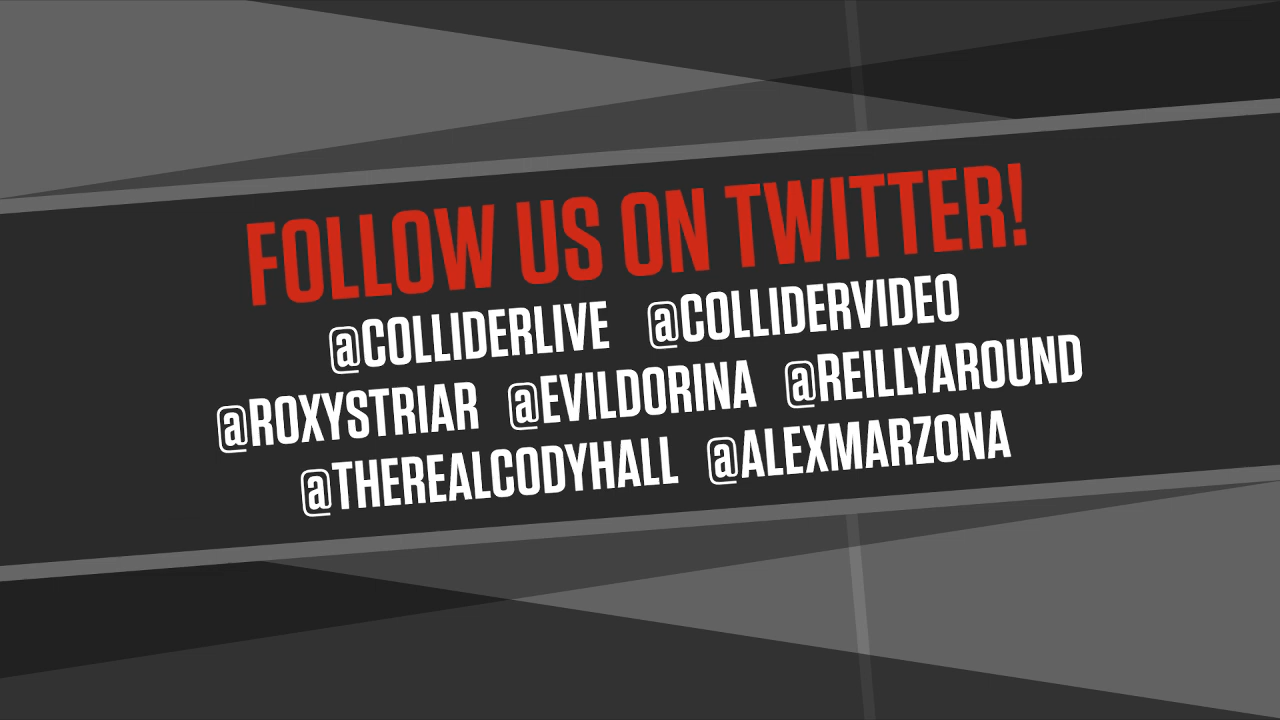 FOLLOW US ON TWITTER!
@COLLIDERLIVE @COLLIDERVIDEO
@ROXYSTRIAR @EVILDORINA @REILLYAROUND
@THEREALCODYHALL @ALEXMARZONA